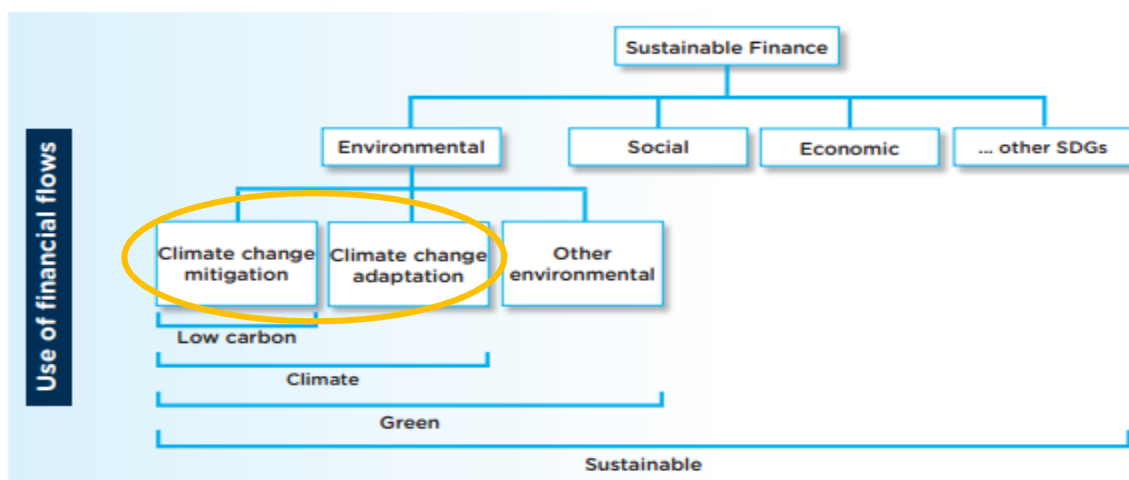 Use of financial flows
Sustainable Finance
Environmental
Social
Economic
... other SDGs
Climate change
mitigation
Climate change
adaptation
Other
environmental
Low carbon
Climate
Green
Sustainable